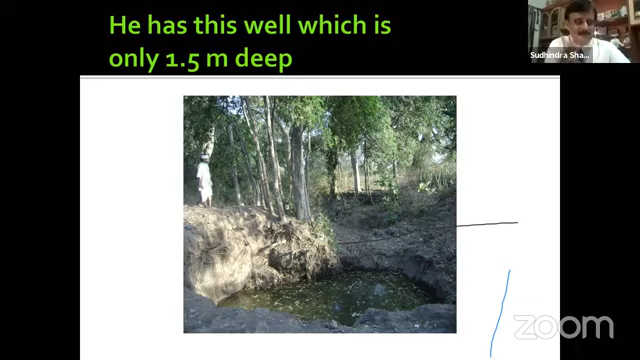 He has this well which is
only 1.5 m deep
Sudhindra Sha...
zoom